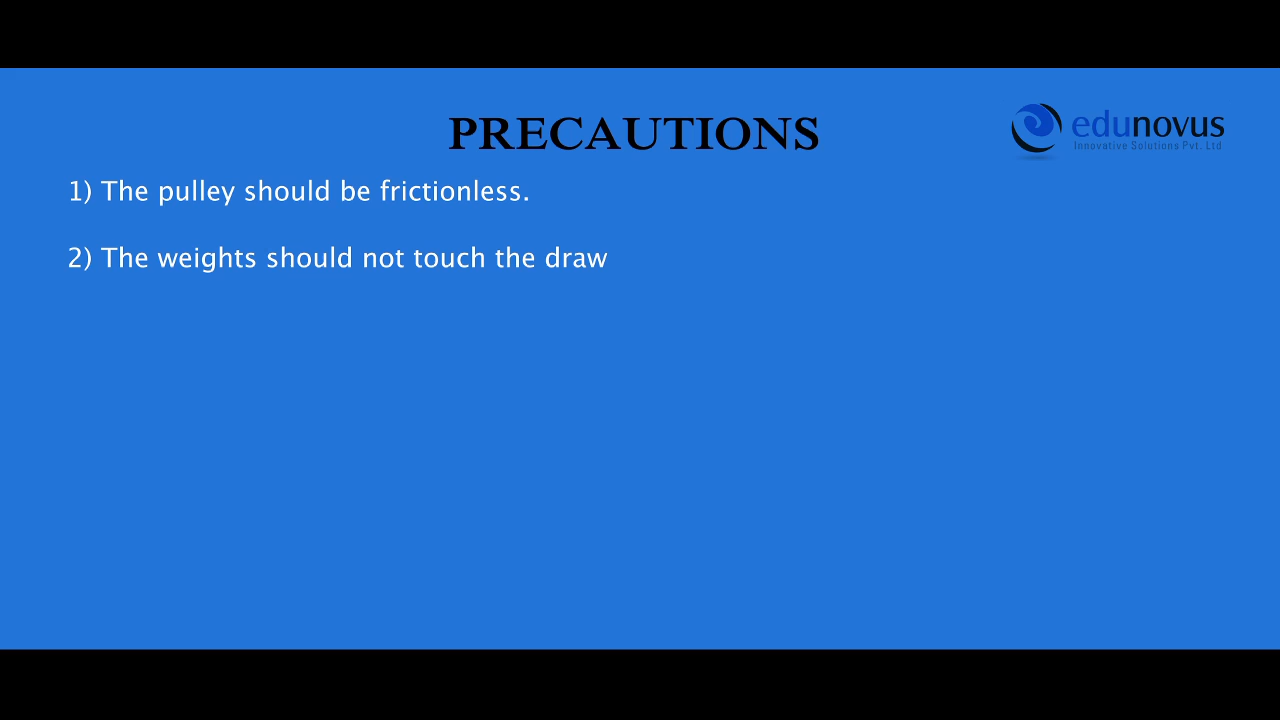 PRECAUTIONS
edunovus
Innovative Solutions Pvt. Ltd
1) The pulley should be frictionless.
2) The weights should not touch the draw